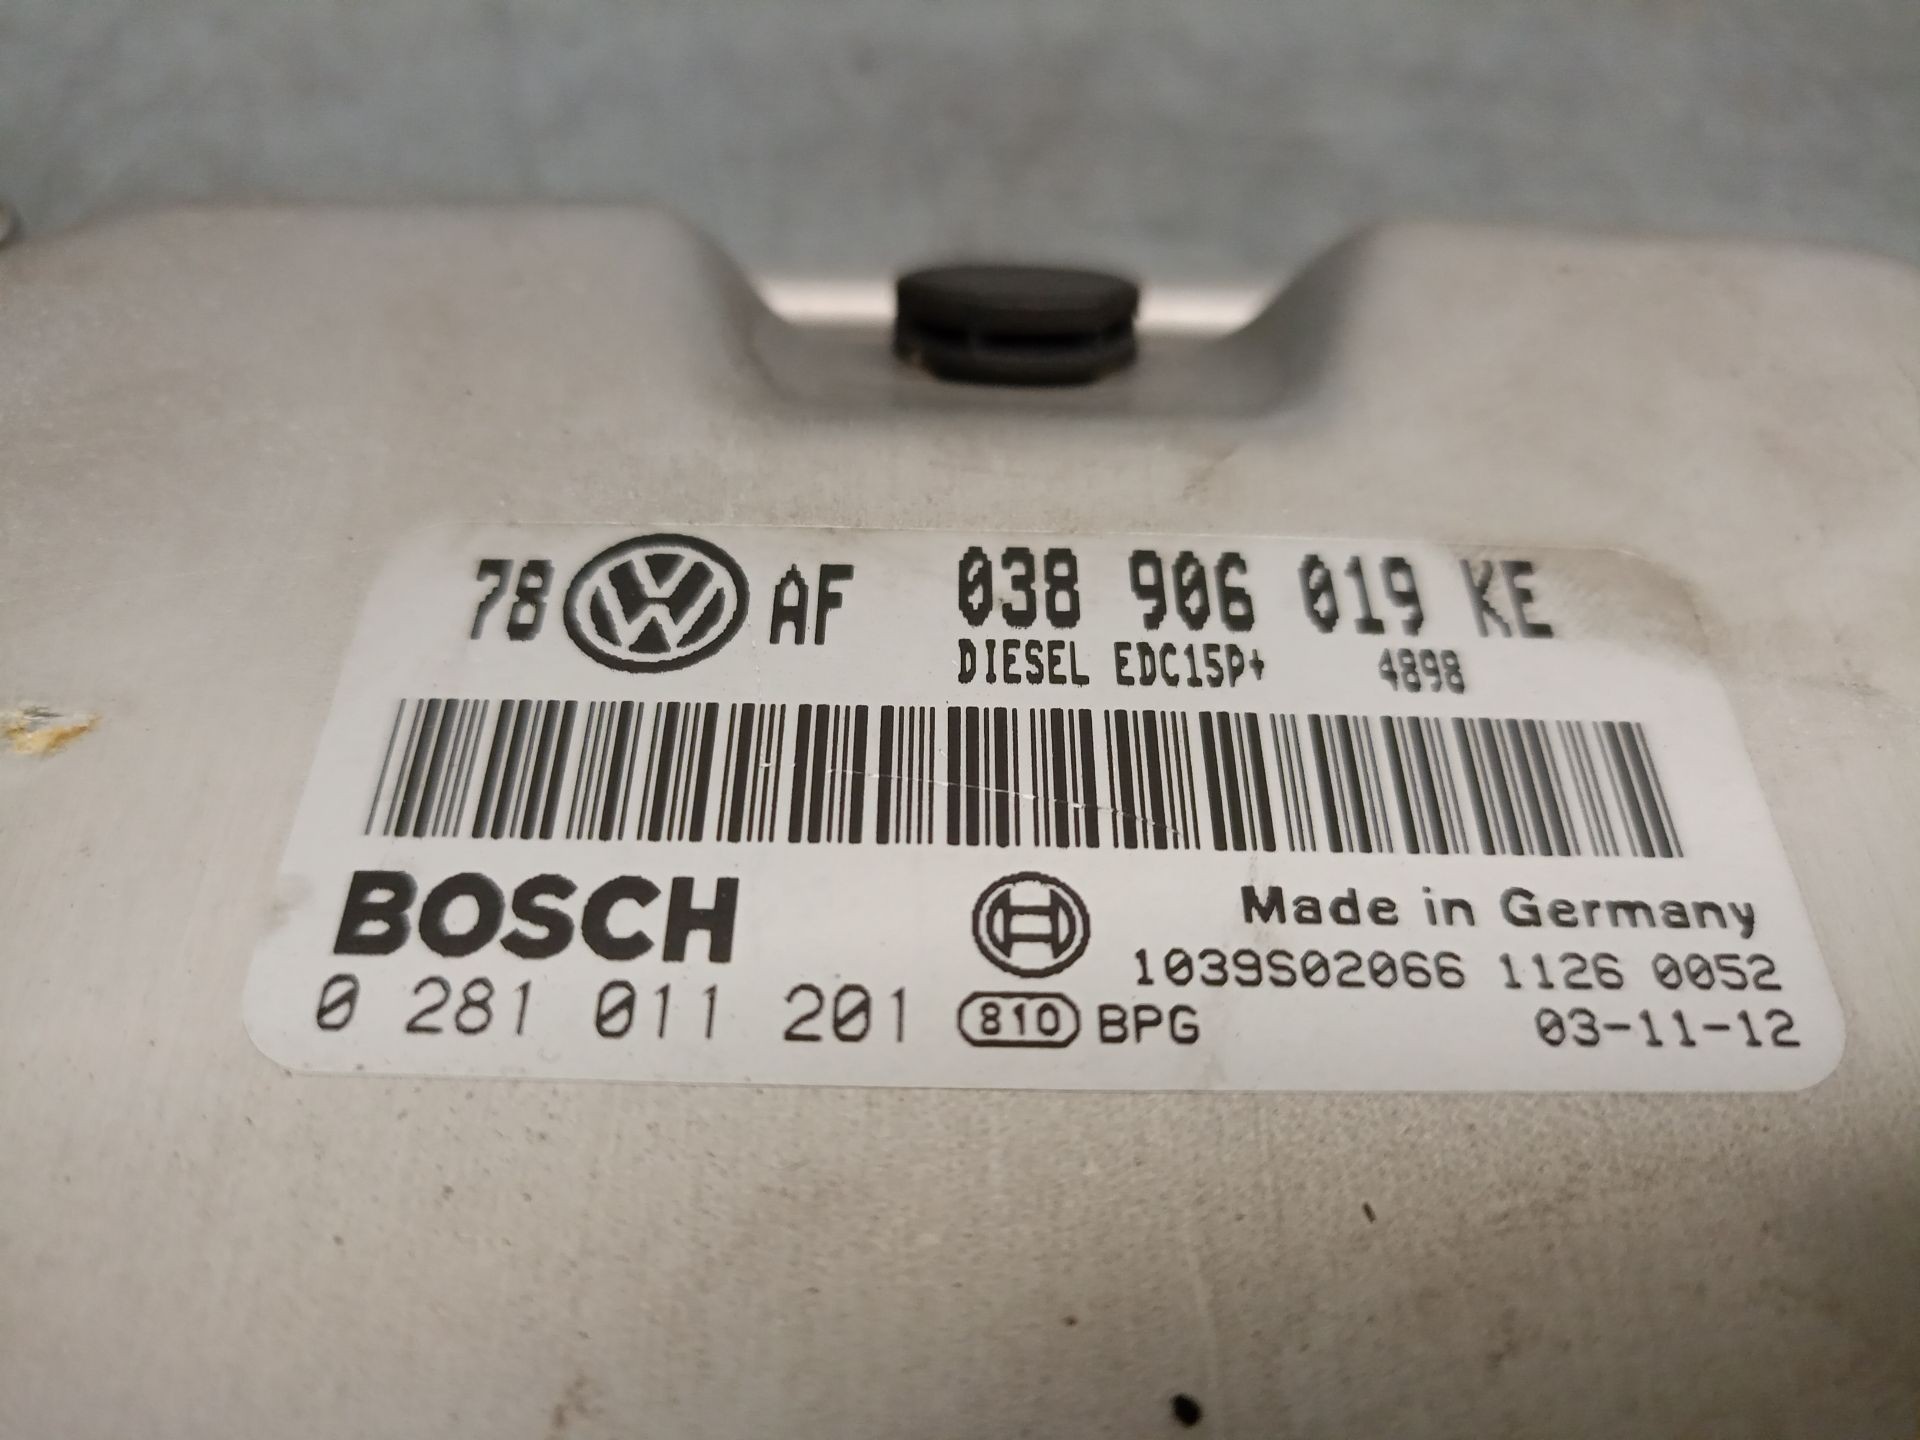 78 VW AF 038 906 019 KE
DIESEL EDC15P+ 4898
BOSCH
Made in Germany
1039S02066 1126 0052
0 281 011 201 810 BPG 03-11-12